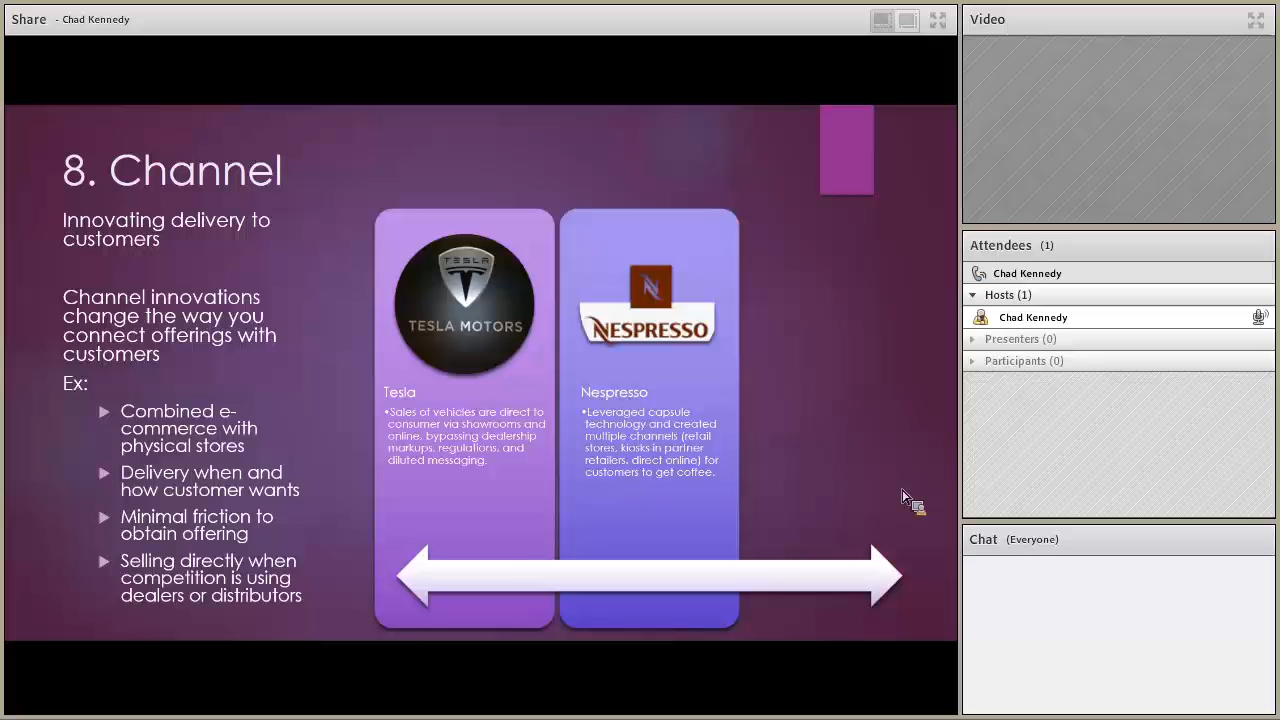 Share - Chad Kennedy
8. Channel
Innovating delivery to
customers
Channel innovations
change the way you
connect offerings with
customers
Ex:
Combined e-
commerce with
physical stores
Delivery when and
how customer wants
Minimal friction to
obtain offering
Selling directly when
competition is using
dealers or distributors
TESLA
TESLA MOTORS
Tesla
•Sales of vehicles are direct to
consumer via showrooms and
online, bypassing dealership
markups, regulations, and
diluted messaging.
N
NESPRESSO
Nespresso
•Leveraged capsule
technology and created
multiple channels (retail
stores, kiosks in partner
retailers, direct online) for
customers to get coffee.
Video
Attendees (1)
Chad Kennedy
Hosts (1)
Chad Kennedy
Presenters (0)
Participants (0)
Chat (Everyone)